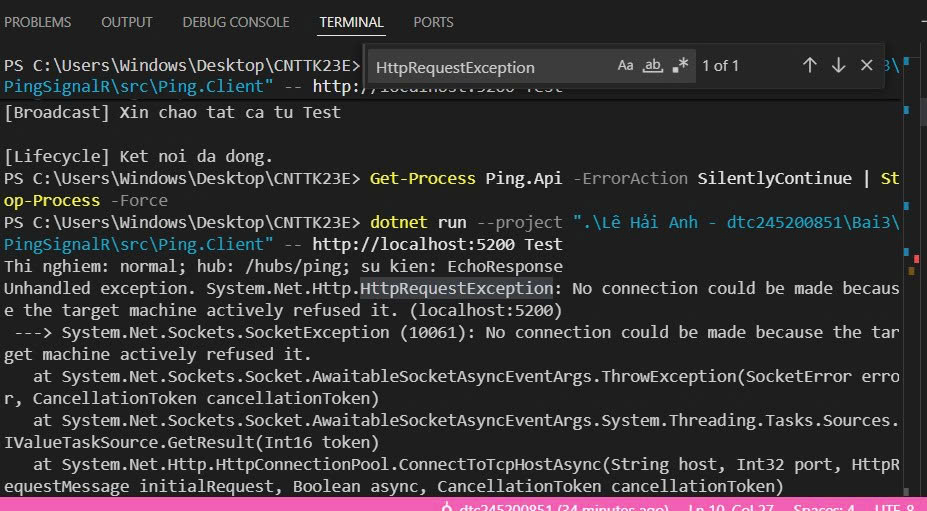 PROBLEMS OUTPUT DEBUG CONSOLE TERMINAL PORTS
HttpRequestException Aa ab .* 1 of 1
PS C:\Users\Windows\Desktop\CNTTK23E>
PingSignalR\src\Ping.Client" -- http://localhost:5200 Test
[Broadcast] Xin chao tat ca tu Test
[Lifecycle] Ket noi da dong.
PS C:\Users\Windows\Desktop\CNTTK23E> Get-Process Ping.Api -ErrorAction SilentlyContinue | St
op-Process -Force
PS C:\Users\Windows\Desktop\CNTTK23E> dotnet run --project ".\Lê Hải Anh - dtc245200851\Bai3\
PingSignalR\src\Ping.Client" -- http://localhost:5200 Test
Thi nghiem: normal; hub: /hubs/ping; su kien: EchoResponse
Unhandled exception. System.Net.Http.HttpRequestException: No connection could be made becaus
e the target machine actively refused it. (localhost:5200)
---> System.Net.Sockets.SocketException (10061): No connection could be made because the tar
get machine actively refused it.
at System.Net.Sockets.Socket.AwaitableSocketAsyncEventArgs.ThrowException(SocketError erro
r, CancellationToken cancellationToken)
at System.Net.Sockets.Socket.AwaitableSocketAsyncEventArgs.System.Threading.Tasks.Sources.
IValueTaskSource.GetResult(Int16 token)
at System.Net.Http.HttpConnectionPool.ConnectToTcpHostAsync(String host, Int32 port, HttpR
equestMessage initialRequest, Boolean async, CancellationToken cancellationToken)
dtc245200851 (34 minutes ago) Ln 10, Col 27 Spaces: 4 UTF-8